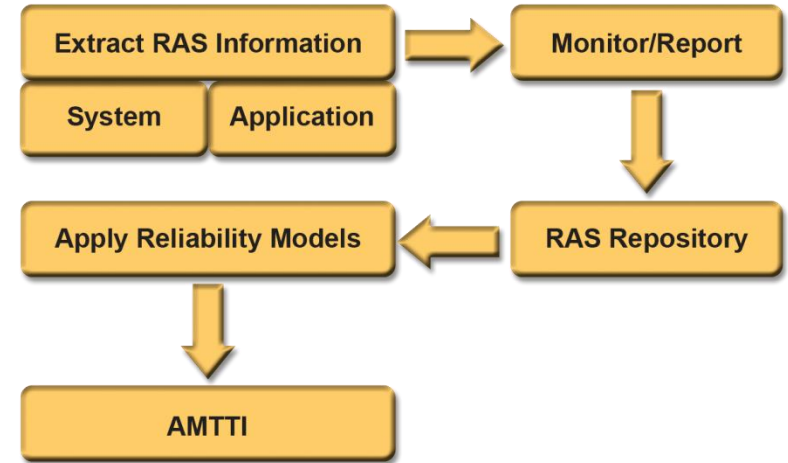 Extract RAS Information
Monitor/Report
System
Application
Apply Reliability Models
RAS Repository
AMTTI